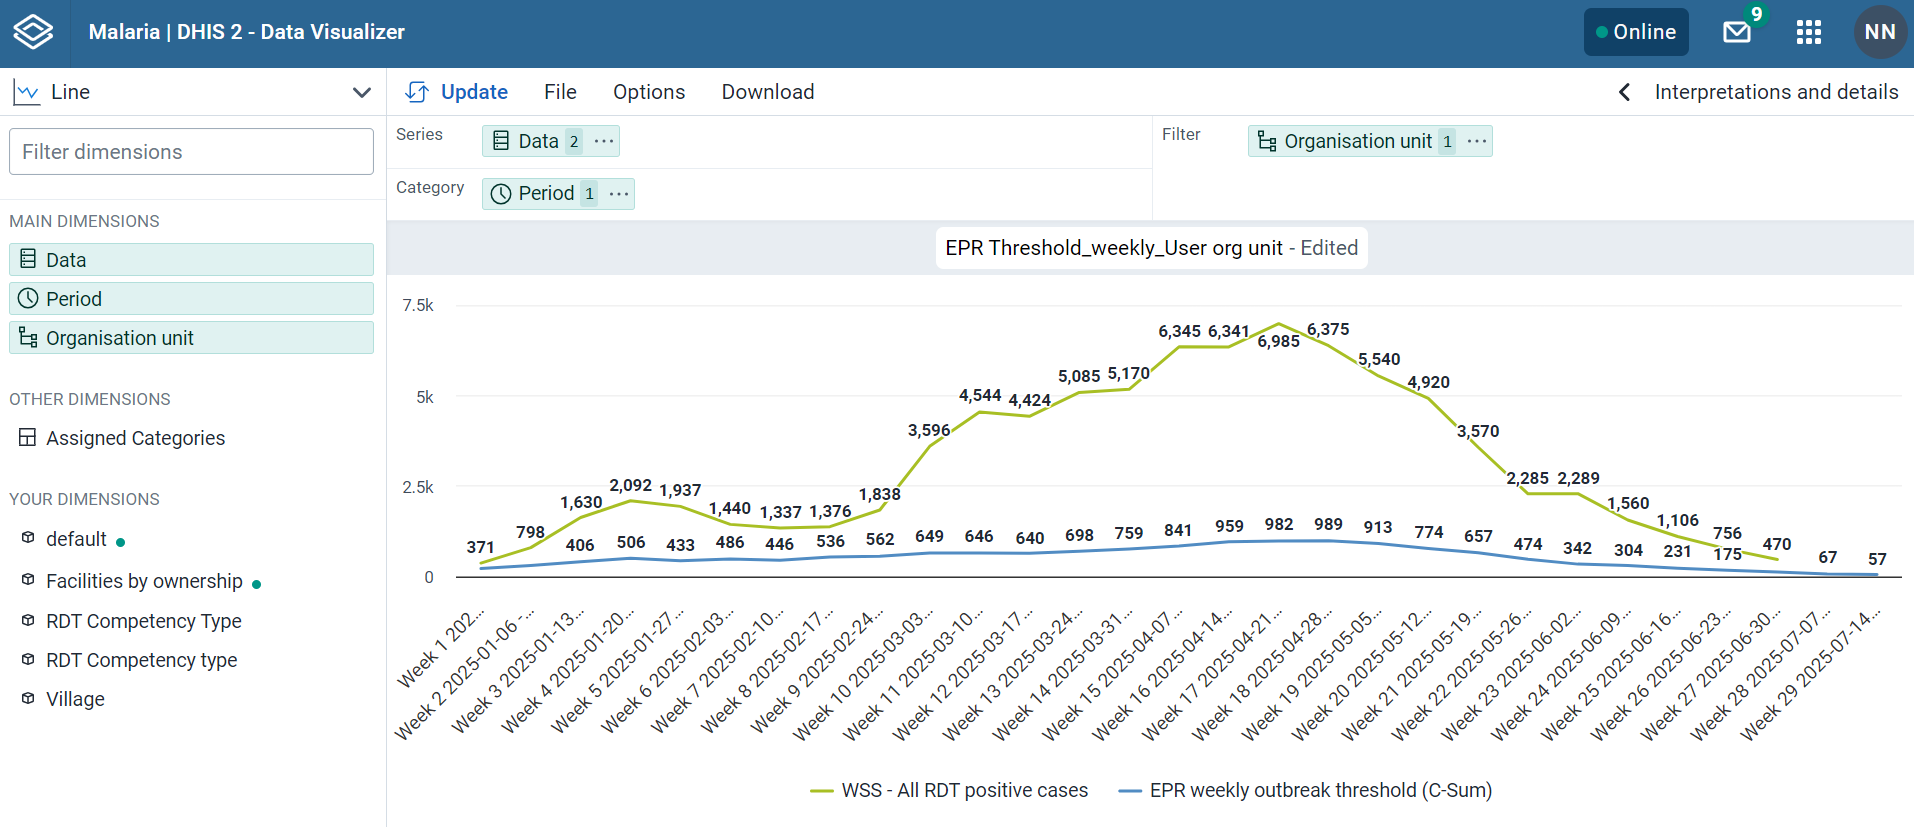 Malaria | DHIS 2 - Data Visualizer
Online
9
NN
Line
Update File Options Download
Interpretations and details
Filter dimensions
Series
Data 2
Filter
Organisation unit 1
Category
Period 1
MAIN DIMENSIONS
Data
Period
Organisation unit
OTHER DIMENSIONS
Assigned Categories
YOUR DIMENSIONS
default
Facilities by ownership
RDT Competency Type
RDT Competency type
Village
EPR Threshold_weekly_User org unit - Edited
7.5k
5k
2.5k
0
371 798 1,630 2,092 1,937 1,440 1,337 1,376 1,838 3,596 4,544 4,424 5,085 5,170 6,345 6,341 6,985 6,375 5,540 4,920 3,570 2,285 2,289 1,560 1,106 756 470
406 506 433 486 446 536 562 649 646 640 698 759 841 959 982 989 913 774 657 474 342 304 231 175 67 57
Week 1 202...
Week 2 2025-01-06 -...
Week 3 2025-01-13...
Week 4 2025-01-20...
Week 5 2025-01-27...
Week 6 2025-02-03...
Week 7 2025-02-10...
Week 8 2025-02-17...
Week 9 2025-02-24...
Week 10 2025-03-03...
Week 11 2025-03-10...
Week 12 2025-03-17...
Week 13 2025-03-24...
Week 14 2025-03-31...
Week 15 2025-04-07...
Week 16 2025-04-14...
Week 17 2025-04-21...
Week 18 2025-04-28...
Week 19 2025-05-05...
Week 20 2025-05-12...
Week 21 2025-05-19...
Week 22 2025-05-26...
Week 23 2025-06-02...
Week 24 2025-06-09...
Week 25 2025-06-16...
Week 26 2025-06-23...
Week 27 2025-06-30...
Week 28 2025-07-07...
Week 29 2025-07-14...
WSS - All RDT positive cases
EPR weekly outbreak threshold (C-Sum)